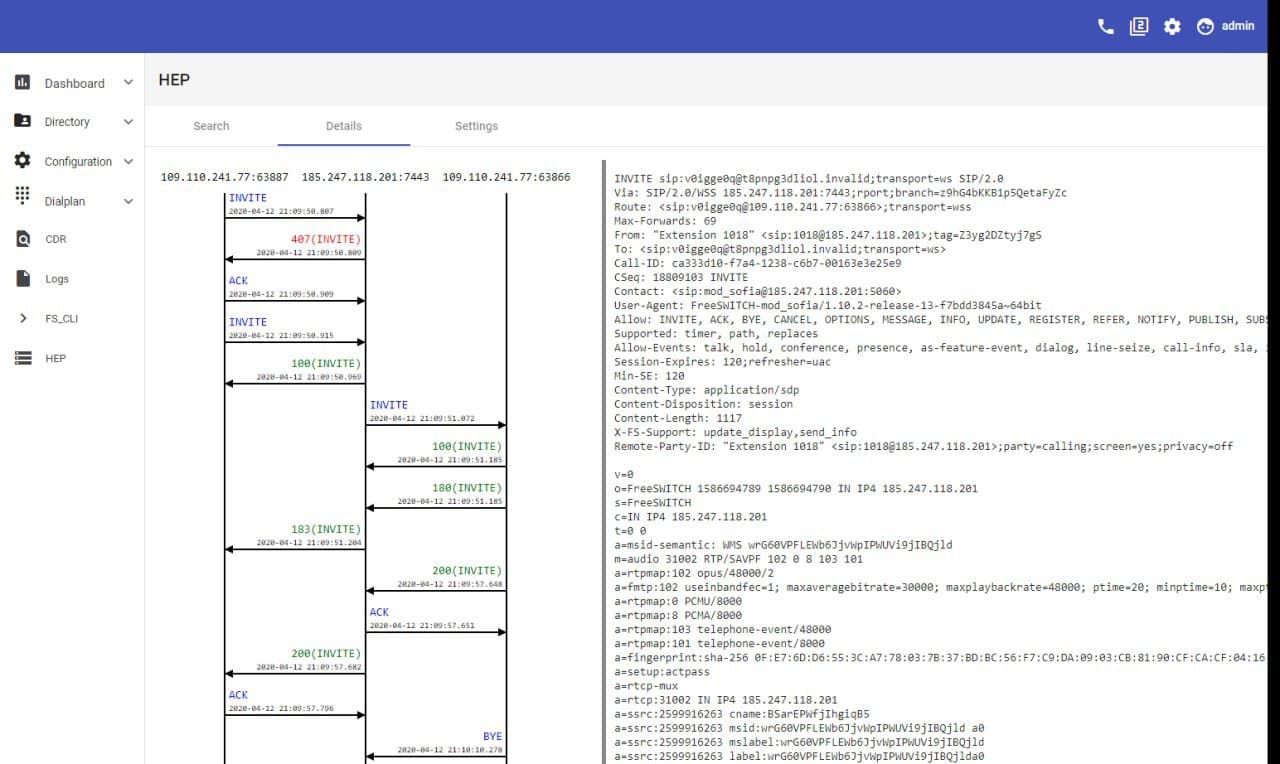 admin
Dashboard
Directory
Configuration
Dialplan
CDR
Logs
FS_CLI
HEP
HEP
Search
Details
Settings
109.110.241.77:63887 185.247.118.201:7443 109.110.241.77:63866
INVITE
2020-04-12 21:09:50.807
407(INVITE)
2020-04-12 21:09:50.809
ACK
2020-04-12 21:09:50.909
INVITE
2020-04-12 21:09:50.915
100(INVITE)
2020-04-12 21:09:50.969
INVITE
2020-04-12 21:09:51.072
100(INVITE)
2020-04-12 21:09:51.185
180(INVITE)
2020-04-12 21:09:51.185
183(INVITE)
2020-04-12 21:09:51.204
200(INVITE)
2020-04-12 21:09:57.648
ACK
2020-04-12 21:09:57.651
200(INVITE)
2020-04-12 21:09:57.682
ACK
2020-04-12 21:09:57.796
BYE
2020-04-12 21:10:10.278
INVITE sip:v0igge0q@t8pnpg3dliol.invalid;transport=ws SIP/2.0
Via: SIP/2.0/WSS 185.247.118.201:7443;rport;branch=z9hG4bKKB1p5QetaFyZc
Route: <sip:v0igge0q@109.110.241.77:63866>;transport=wss
Max-Forwards: 69
From: "Extension 1018" <sip:1018@185.247.118.201>;tag=Z3yg2DZtyj7gS
To: <sip:v0igge0q@t8pnpg3dliol.invalid;transport=ws>
Call-ID: ca333d10-f7a4-1238-c6b7-00163e3e25e9
CSeq: 18809103 INVITE
Contact: <sip:mod_sofia@185.247.118.201:5060>
User-Agent: FreeSWITCH-mod_sofia/1.10.2-release-13-f7bdd3845a~64bit
Allow: INVITE, ACK, BYE, CANCEL, OPTIONS, MESSAGE, INFO, UPDATE, REGISTER, REFER, NOTIFY, PUBLISH, SUBS
Supported: timer, path, replaces
Allow-Events: talk, hold, conference, presence, as-feature-event, dialog, line-seize, call-info, sla,
Session-Expires: 120;refresher=uac
Min-SE: 120
Content-Type: application/sdp
Content-Disposition: session
Content-Length: 1117
X-FS-Support: update_display,send_info
Remote-Party-ID: "Extension 1018" <sip:1018@185.247.118.201>;party=calling;screen=yes;privacy=off
v=0
o=FreeSWITCH 1586694789 1586694790 IN IP4 185.247.118.201
s=FreeSWITCH
c=IN IP4 185.247.118.201
t=0 0
a=msid-semantic: WMS wrG60VPFLEWb6JjvWpIPWUVi9jIBQjld
m=audio 31002 RTP/SAVPF 102 0 8 103 101
a=rtpmap:102 opus/48000/2
a=fmtp:102 useinbandfec=1; maxaveragebitrate=30000; maxplaybackrate=48000; ptime=20; minptime=10; maxpt
a=rtpmap:0 PCMU/8000
a=rtpmap:8 PCMA/8000
a=rtpmap:103 telephone-event/48000
a=rtpmap:101 telephone-event/8000
a=fingerprint:sha-256 0F:E7:6D:D6:55:3C:A7:78:03:7B:37:BD:BC:56:F7:C9:DA:09:03:CB:81:90:CF:CA:CF:04:16
a=setup:actpass
a=rtcp-mux
a=rtcp:31002 IN IP4 185.247.118.201
a=ssrc:2599916263 cname:BSarEPWfjIhgiqB5
a=ssrc:2599916263 msid:wrG60VPFLEWb6JjvWpIPWUVi9jIBQjld a0
a=ssrc:2599916263 mslabel:wrG60VPFLEWb6JjvWpIPWUVi9jIBQjld
a=ssrc:2599916263 label:wrG60VPFLEWb6JjvWpIPWUVi9jIBQjlda0